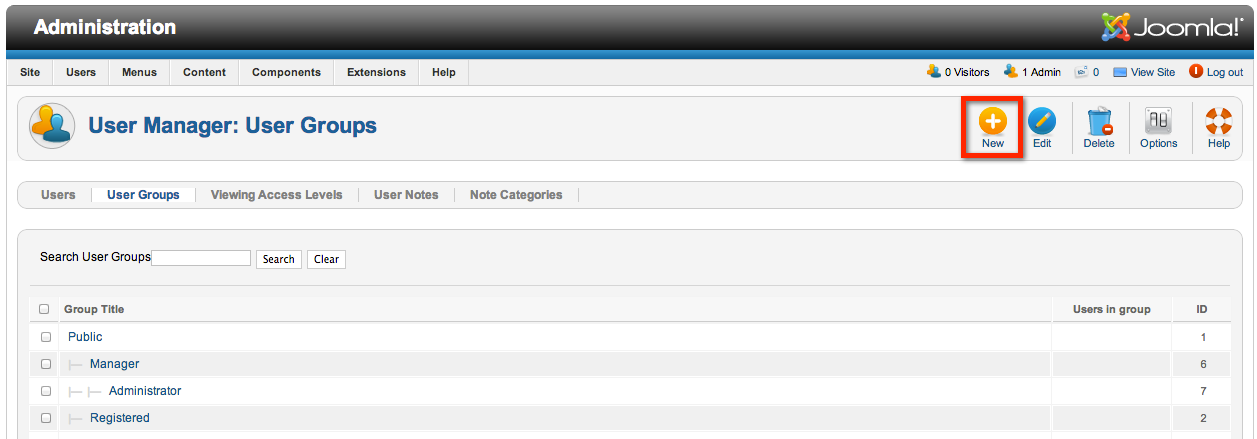 Administration Joomla!
Site Users Menus Content Components Extensions Help 0 Visitors 1 Admin 0 View Site Log out
User Manager: User Groups New Edit Delete Options Help
Users User Groups Viewing Access Levels User Notes Note Categories
Search User Groups Search Clear
Group Title Users in group ID
Public 1
Manager 6
Administrator 7
Registered 2